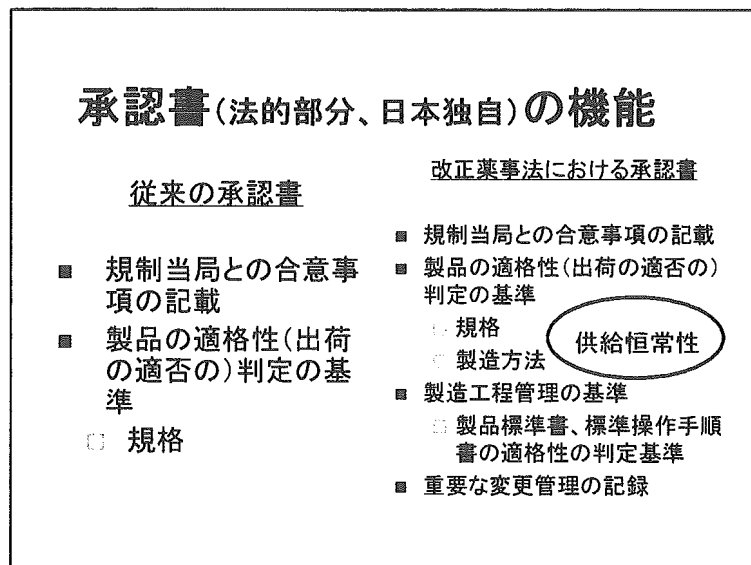 承認書(法的部分、日本独自)の機能
従来の承認書
■ 規制当局との合意事
項の記載
■ 製品の適格性(出荷
の適否の)判定の基
準
規格
改正薬事法における承認書
■ 規制当局との合意事項の記載
■ 製品の適格性(出荷の適否の)
判定の基準
規格
製造方法
供給恒常性
■ 製造工程管理の基準
製品標準書、標準操作手順
書の適格性の判定基準
■ 重要な変更管理の記録